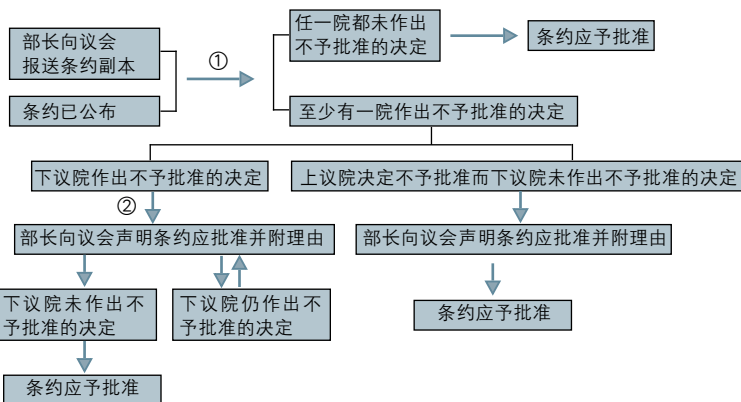 部长向议会
报送条约副本
条约已公布
①
任一院都未作出
不予批准的决定
条约应予批准
至少有一院作出不予批准的决定
下议院作出不予批准的决定
上议院决定不予批准而下议院未作出不予批准的决定
②
部长向议会声明条约应批准并附理由
部长向议会声明条约应批准并附理由
下议院未作出不
予批准的决定
下议院仍作出不
予批准的决定
条约应予批准
条约应予批准